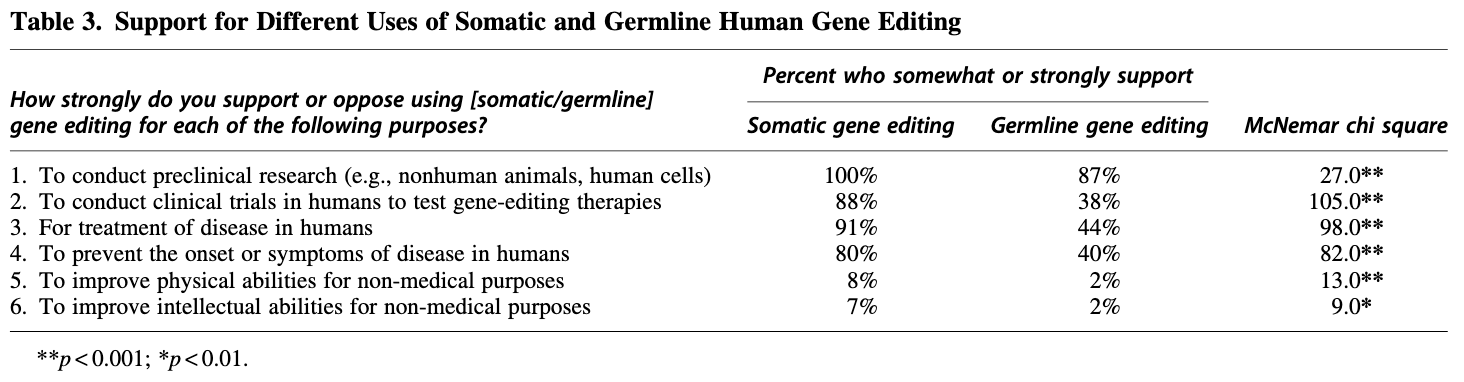 Table 3. Support for Different Uses of Somatic and Germline Human Gene Editing
Percent who somewhat or strongly support
How strongly do you support or oppose using [somatic/germline]
gene editing for each of the following purposes?
Somatic gene editing Germline gene editing McNemar chi square
1. To conduct preclinical research (e.g., nonhuman animals, human cells) 100% 87% 27.0**
2. To conduct clinical trials in humans to test gene-editing therapies 88% 38% 105.0**
3. For treatment of disease in humans 91% 44% 98.0**
4. To prevent the onset or symptoms of disease in humans 80% 40% 82.0**
5. To improve physical abilities for non-medical purposes 8% 2% 13.0**
6. To improve intellectual abilities for non-medical purposes 7% 2% 9.0*
**p<0.001; *p<0.01.